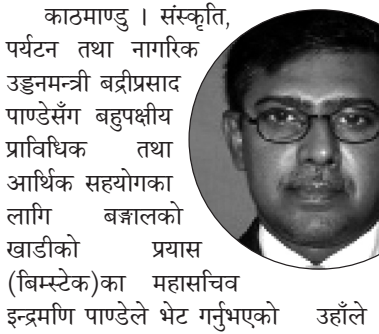 काठमाण्डु । संस्कृति,
पर्यटन तथा नागरिक
उड्डनमन्त्री बद्रीप्रसाद
पाण्डेसँग बहुपक्षीय
प्राविधिक तथा
आर्थिक सहयोगका
लागि बङ्गालको
खाडीको प्रयास
(बिम्स्टेक)का महासचिव
इन्द्रमणि पाण्डेले भेट गर्नुभएको उहाँले